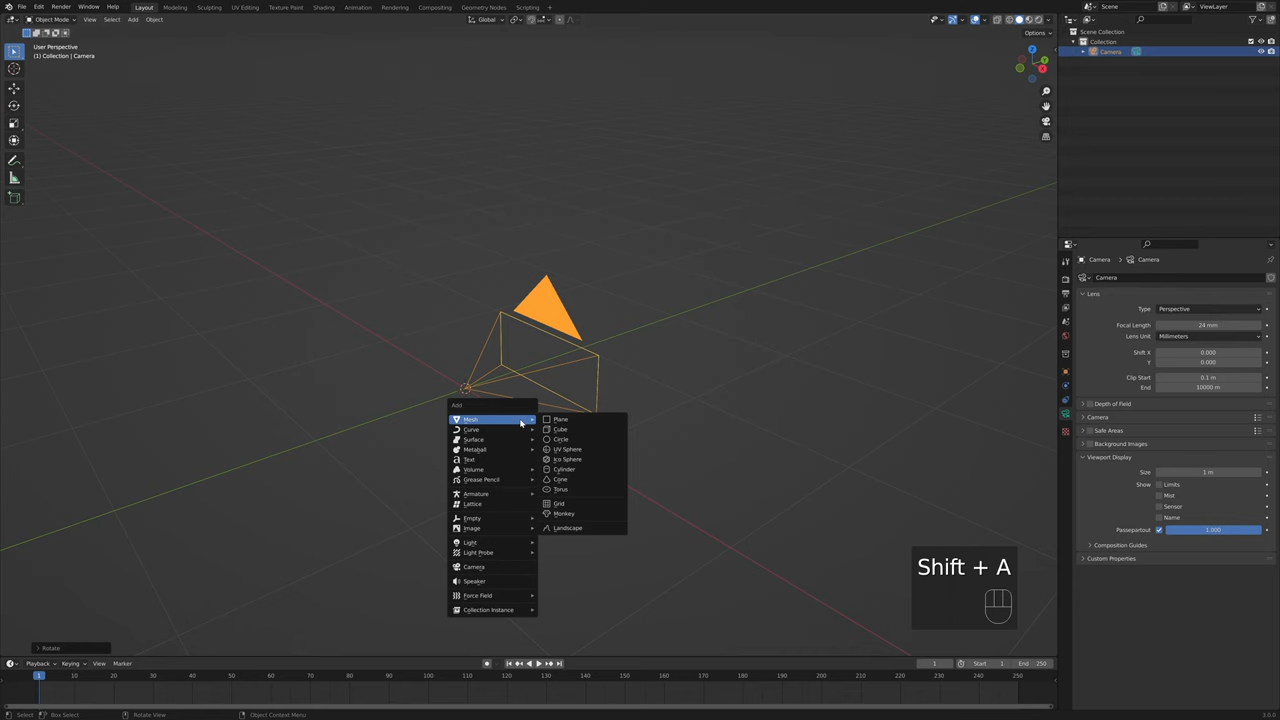 File Edit Render Window Help Layout Modeling Sculpting UV Editing Texture Paint Shading Animation Rendering Compositing Geometry Nodes Scripting Scene ViewLayer
Object Mode View Select Add Object Global
Options
User Perspective
(1) Collection | Camera
Z
Y
X
Scene Collection
Collection
Camera
Camera > Camera
Camera
Lens
Type Perspective
Focal Length 24 mm
Lens Unit Millimeters
Shift X 0.000
Y 0.000
Clip Start 0.1 m
End 10000 m
Depth of Field
Camera
Safe Areas
Background Images
Viewport Display
Size 1 m
Show Limits
Mist
Sensor
Name
Passepartout 1.000
Composition Guides
Custom Properties
Add
Mesh
Curve
Surface
Metaball
Text
Volume
Grease Pencil
Armature
Lattice
Empty
Image
Light
Light Probe
Camera
Speaker
Force Field
Collection Instance
Plane
Cube
Circle
UV Sphere
Ico Sphere
Cylinder
Cone
Torus
Grid
Monkey
Landscape
Shift + A
Rotate
Playback Keying View Marker 1 Start 1 End 250
1 10 20 30 40 50 60 70 80 90 100 110 120 130 140 150 160 170 180 190 200 210 220 230 240 250
Select Box Select Rotate View Object Context Menu 3.0.0